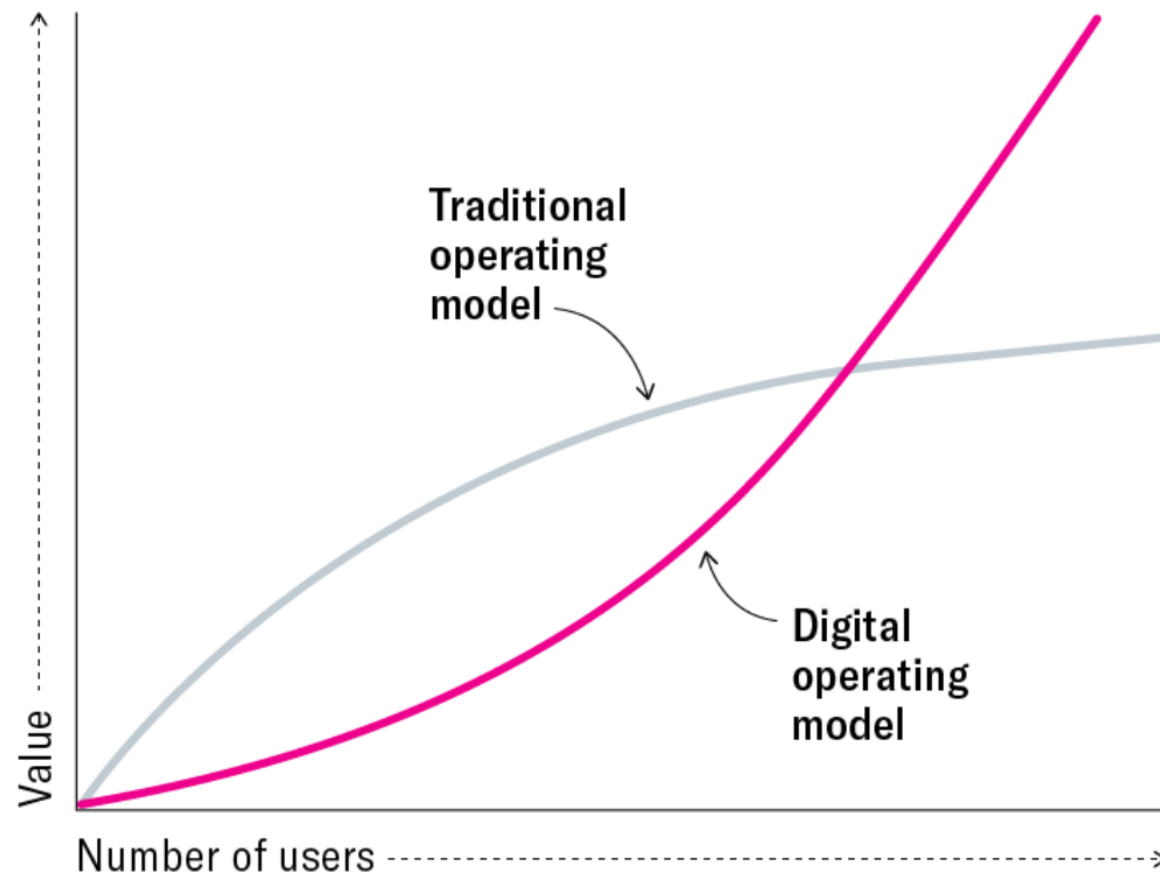 Traditional
operating
model
Digital
operating
model
Value
Number of users